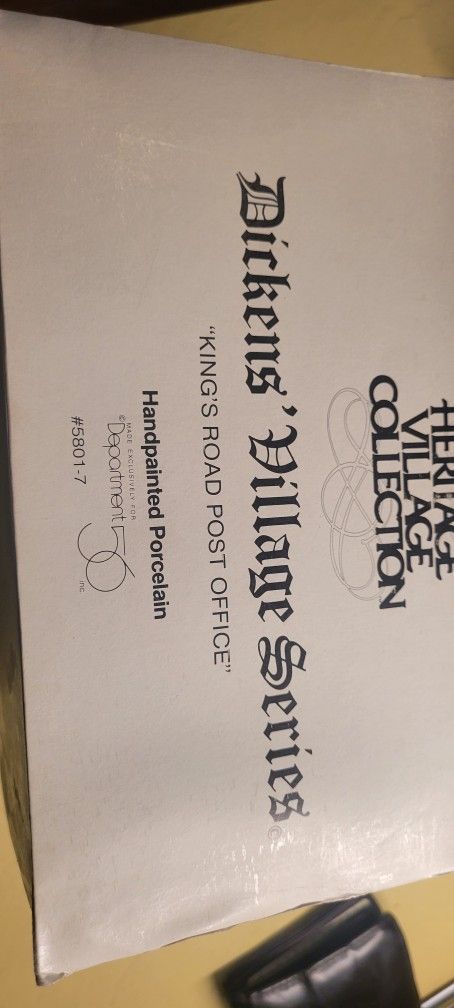 HERITAGE
VILLAGE
COLLECTION
Dickens' Village Series©
"KING'S ROAD POST OFFICE"
Handpainted Porcelain
MADE EXCLUSIVELY FOR
© Department 56 INC.
#5801-7